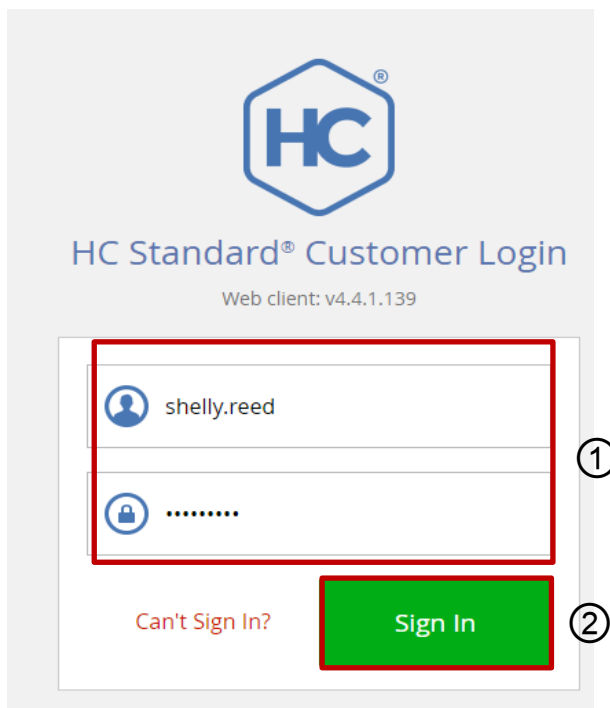 HC®
HC Standard® Customer Login
Web client: v4.4.1.139
shelly.reed
•••••••••
①
Can't Sign In?
Sign In
②